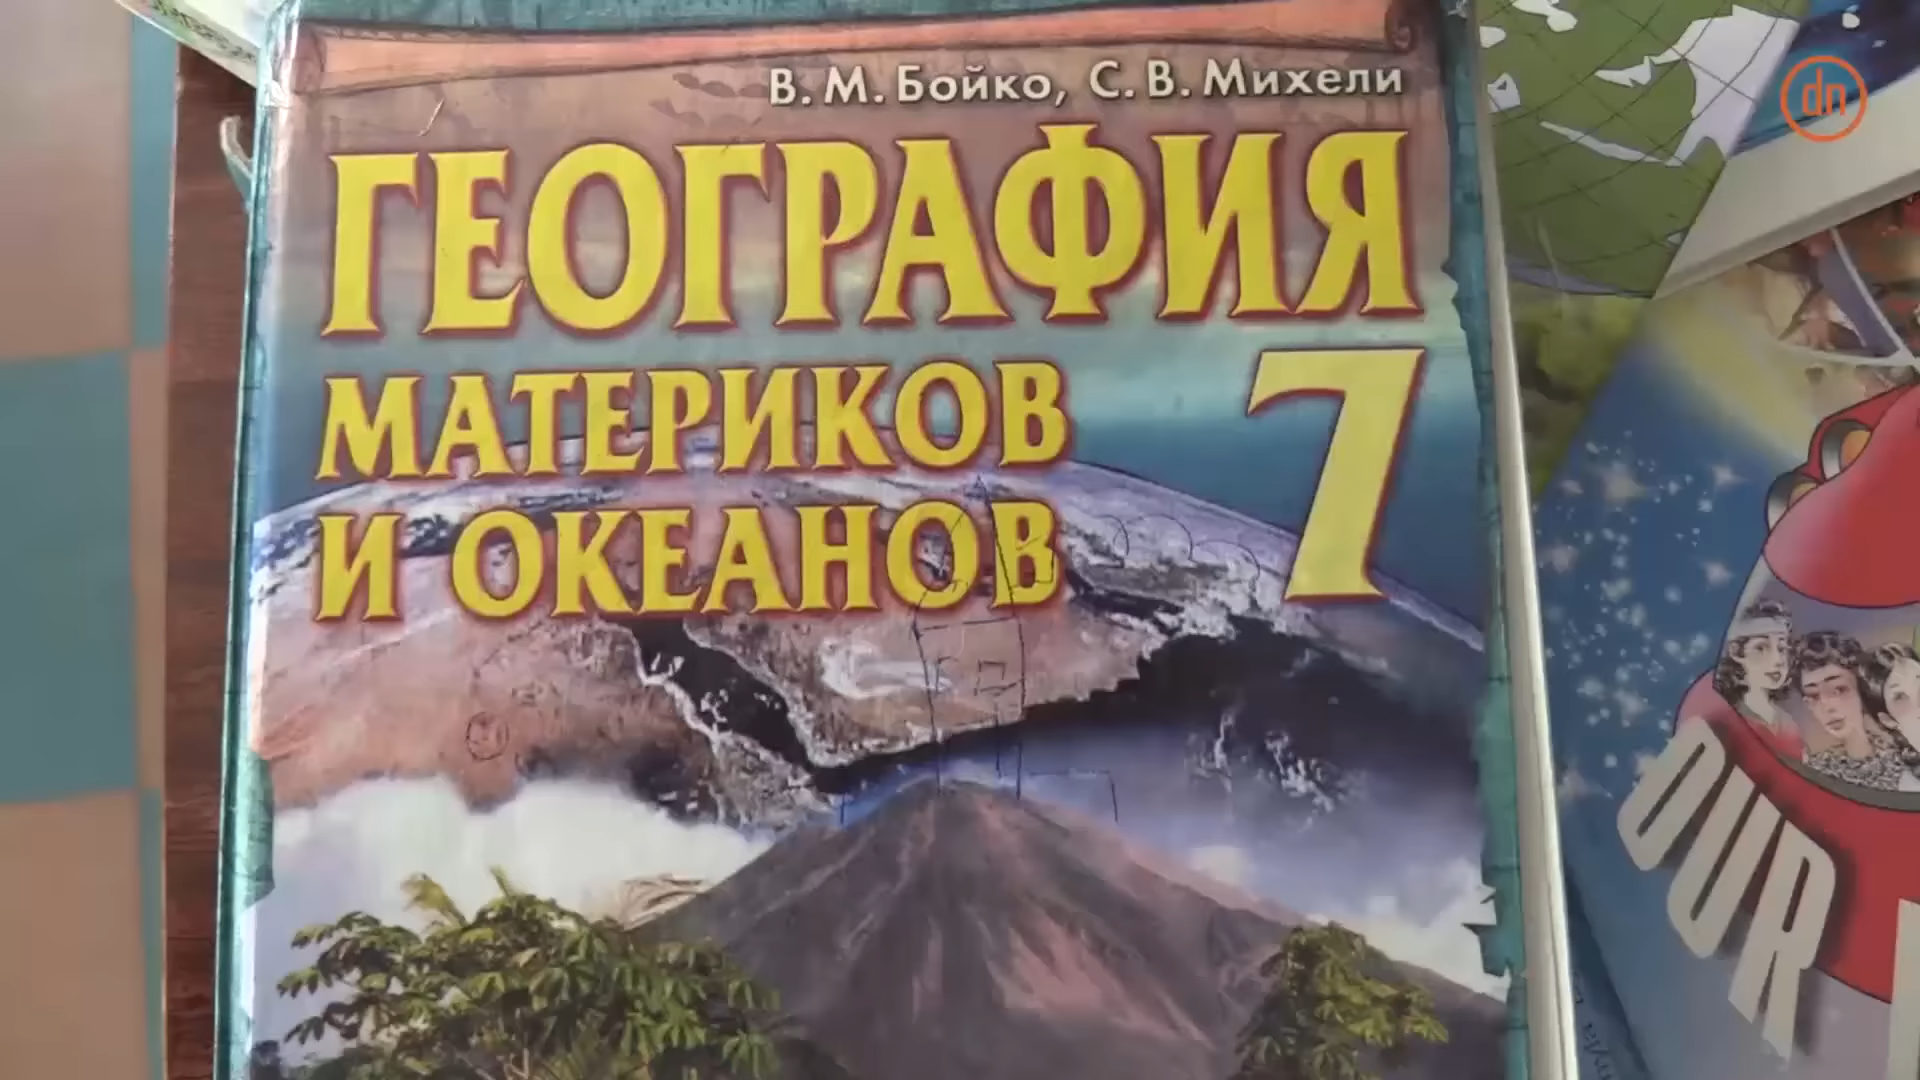 В. М. Бойко, С. В. Михели
ГЕОГРАФИЯ
МАТЕРИКОВ
И ОКЕАНОВ
7
dn
OUR